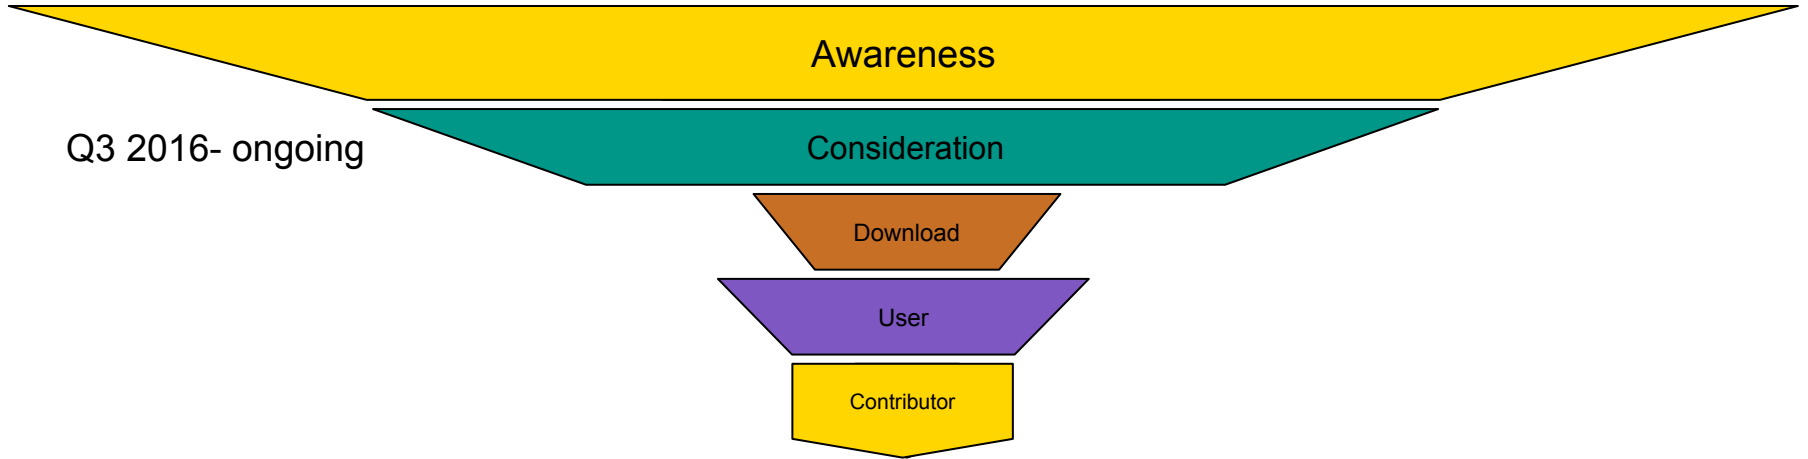 Awareness
Q3 2016- ongoing
Consideration
Download
User
Contributor